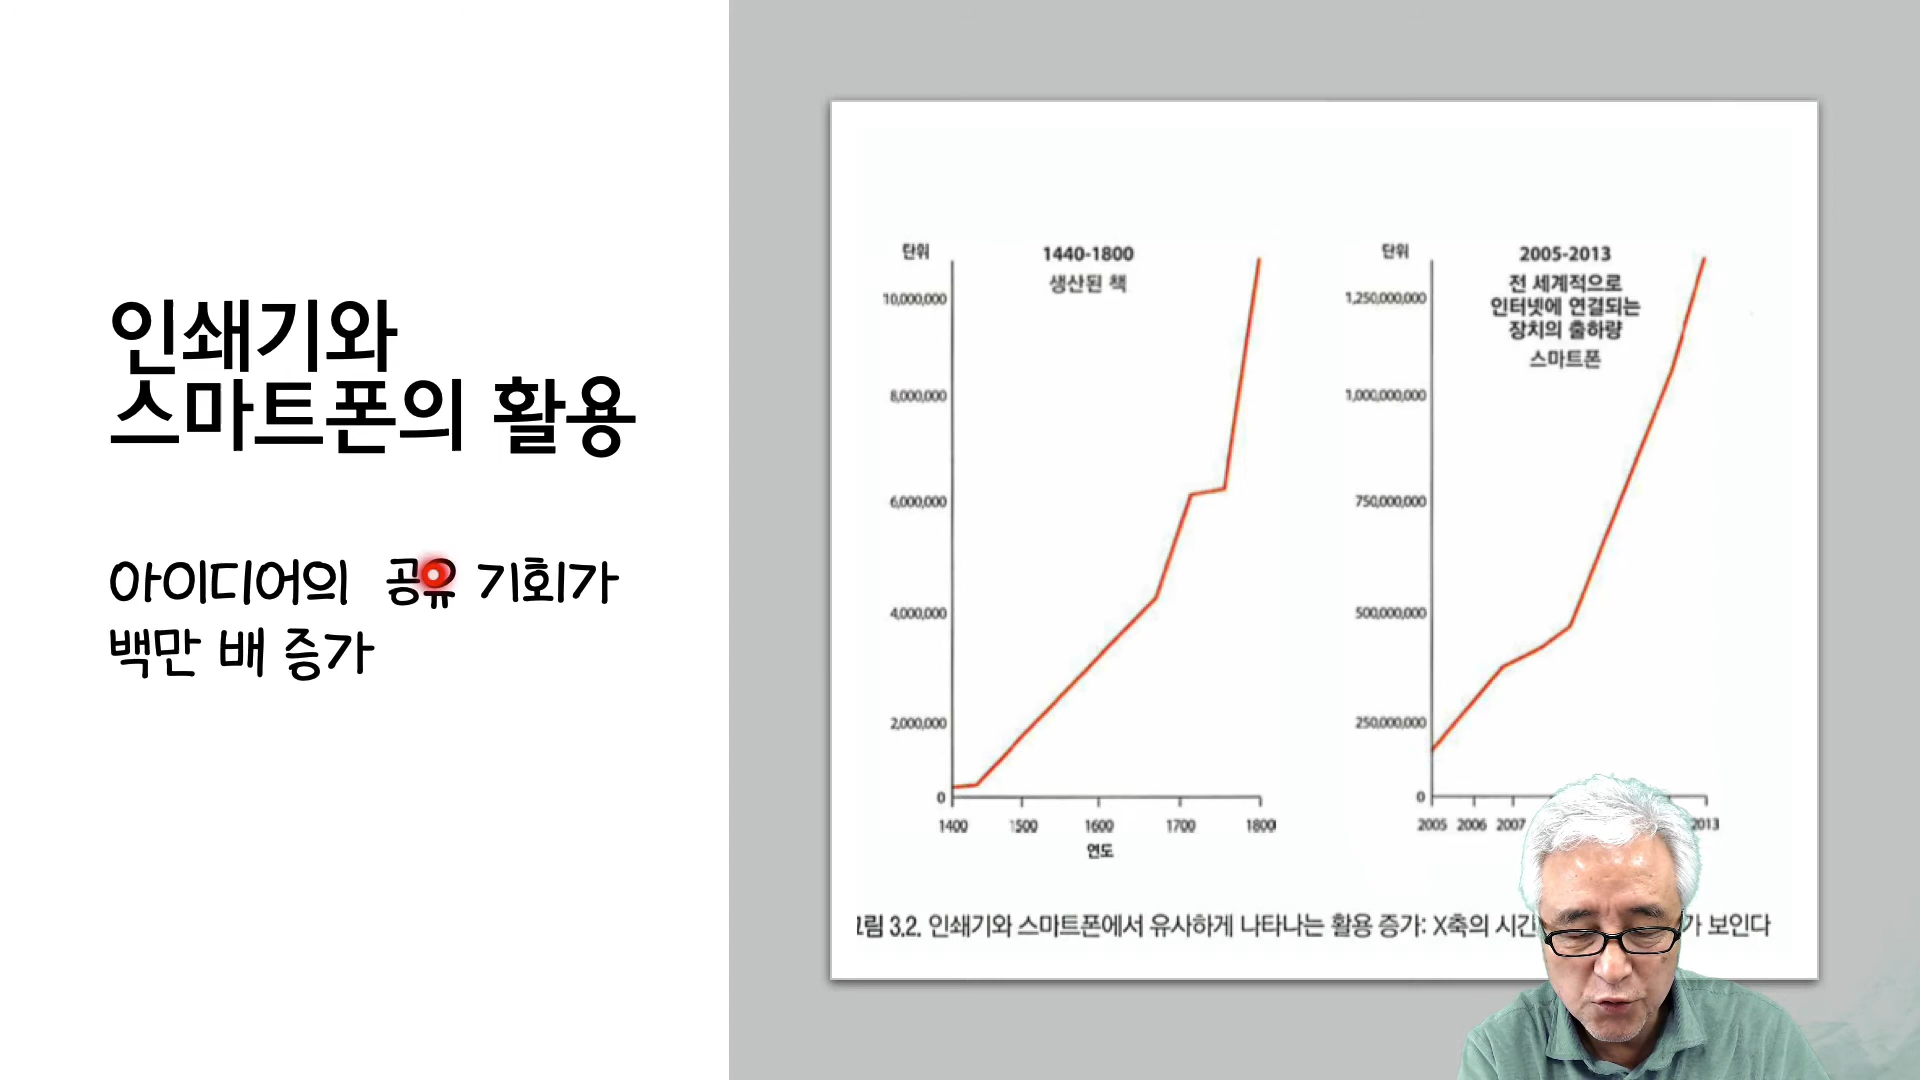 인쇄기와
스마트폰의 활용
아이디어의 공유 기회가
백만 배 증가
단위
1440-1800
생산된 책
10,000,000
8,000,000
6,000,000
4,000,000
2,000,000
0
1400 1500 1600 1700 1800
연도
단위
2005-2013
전 세계적으로
인터넷에 연결되는
장치의 출하량
스마트폰
1,250,000,000
1,000,000,000
750,000,000
500,000,000
250,000,000
0
2005 2006 2007 2013
그림 3.2. 인쇄기와 스마트폰에서 유사하게 나타나는 활용 증가: X축의 시간 가 보인다